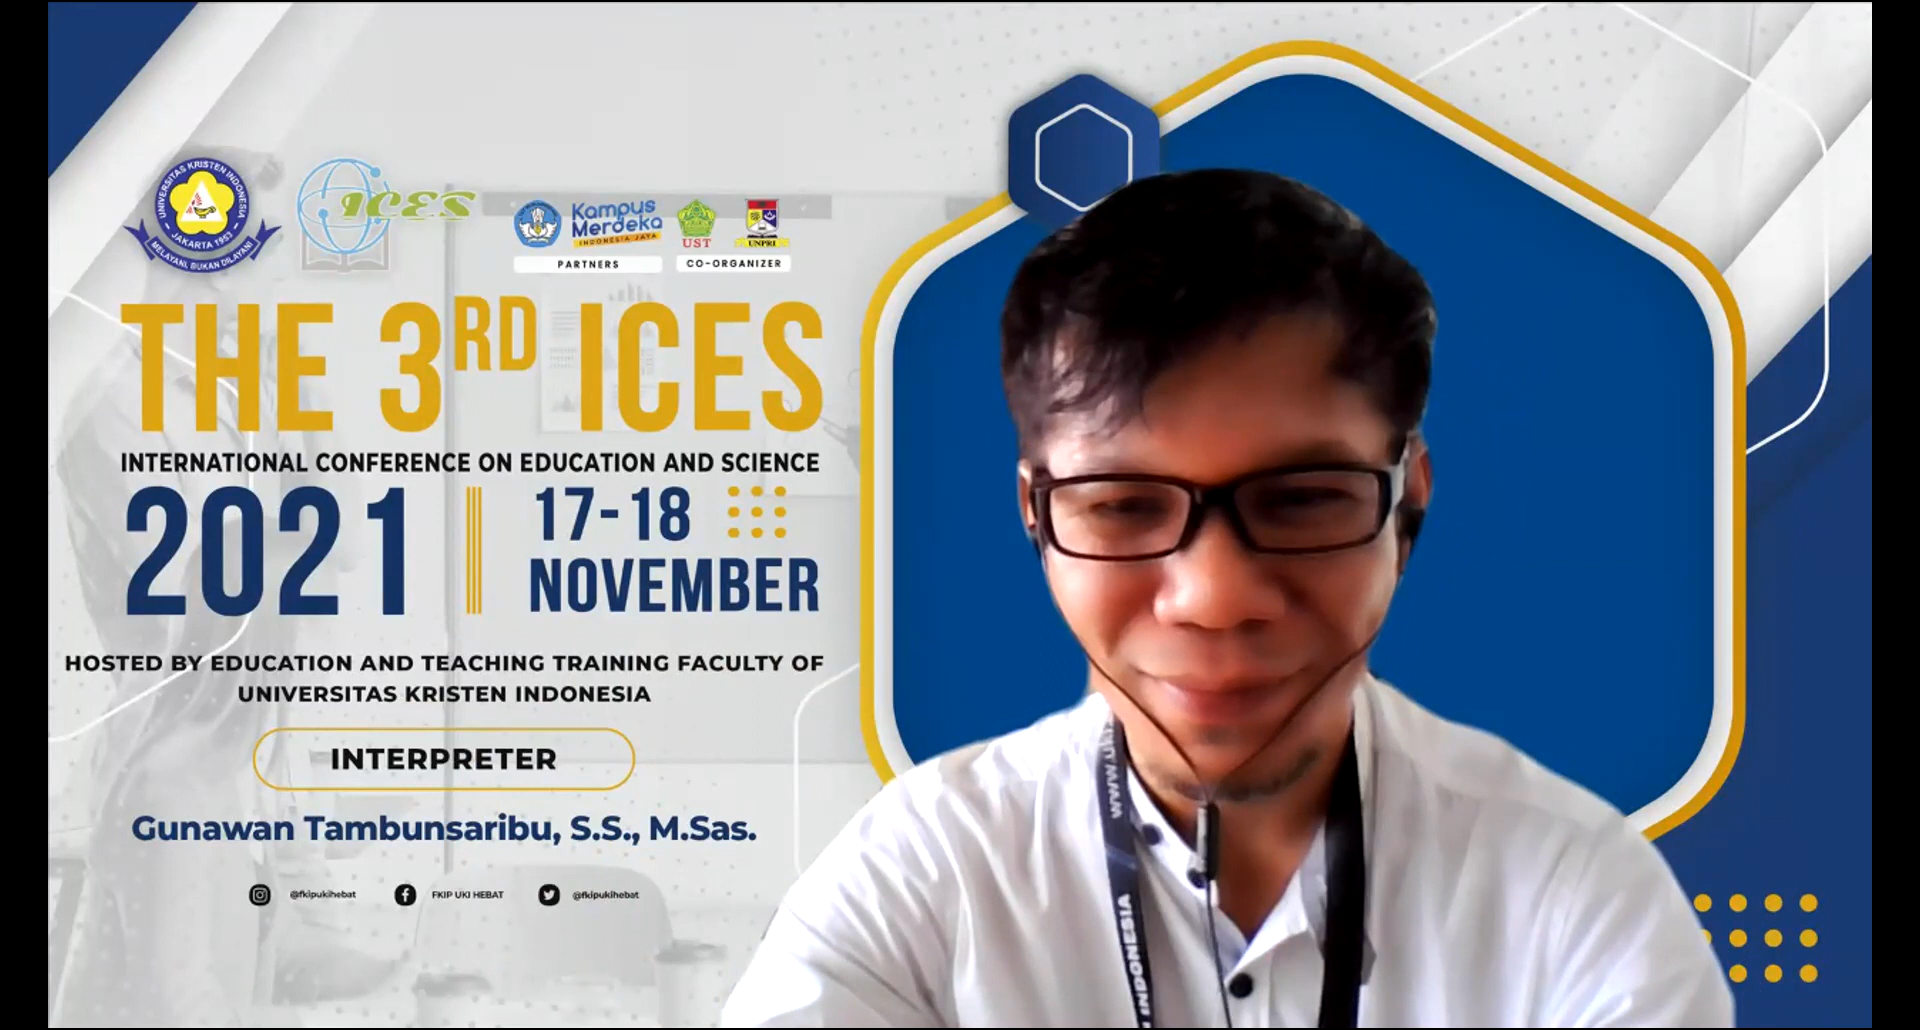 UNIVERSITAS KRISTEN INDONESIA
JAKARTA 1953
MELAYANI, BUKAN DILAYANI
ICES
Kampus
Merdeka
INDONESIA JAYA
UST
UNPRI
PARTNERS
CO-ORGANIZER
THE 3RD ICES
INTERNATIONAL CONFERENCE ON EDUCATION AND SCIENCE
2021
17-18
NOVEMBER
HOSTED BY EDUCATION AND TEACHING TRAINING FACULTY OF
UNIVERSITAS KRISTEN INDONESIA
INTERPRETER
Gunawan Tambunsaribu, S.S., M.Sas.
@fkipukihebat
FKIP UKI HEBAT
@fkipukihebat
www.uki
INDONESIA